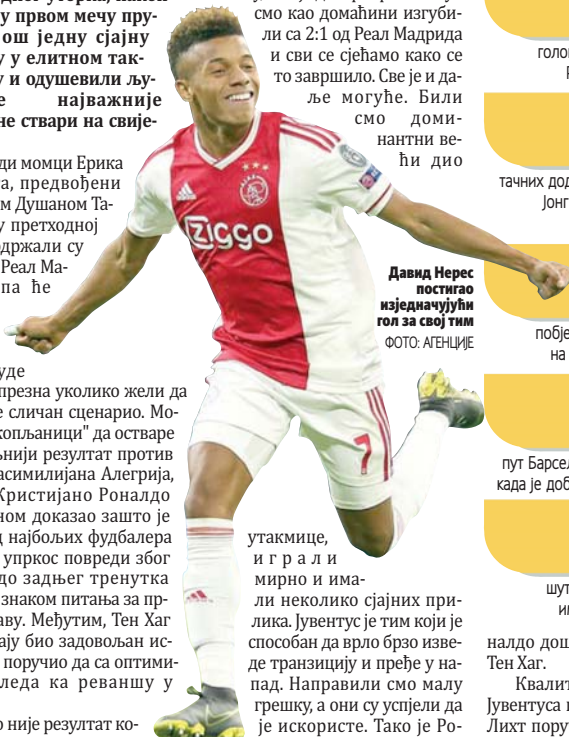 у првом мечу пру-
ош једну сјајну
у у елитном так-
у и одушевили љу-
е најважније
не ствари на свије-
ди момци Ерика
а, предвођени
м Душаном Та-
у претходној
одржали су
Реал Ма-
па ће
уде
презна уколико жели да
е сличан сценарио. Мо-
копљаници" да остваре
њнији резултат против
асимилијана Алегрија,
Кристијано Роналдо
ном доказао зашто је
д најбољих фудбалера
упркос повреди због
до задњег тренутка
знаком питања за пр-
аву. Међутим, Тен Хаг
ају био задовољан ис-
поручио да са оптими-
леда ка реваншу у
р није резултат ко-
смо као домаћини изгуби-
ли са 2:1 од Реал Мадрида
и сви се сјећамо како се
то завршило. Све је и да-
ље могуће. Били
смо доми-
нантни ве-
ћи дио
Ziggo
adidas
7
Давид Нерес
постигао
изједначујући
гол за свој тим
ФОТО: АГЕНЦИЈЕ
утакмице,
играли
мирно и има-
ли неколико сјајних при-
лика. Јувентус је тим који је
способан да врло брзо изве-
де транзицију и пређе у на-
пад. Направили смо малу
грешку, а они су успјели да
је искористе. Тако је Ро-
голо
тачних дод
Јонг
побје
на
пут Барсел
када је доб
шут
им
налдо дош
Тен Хаг.
Квалит
Јувентуса
Лихт пору